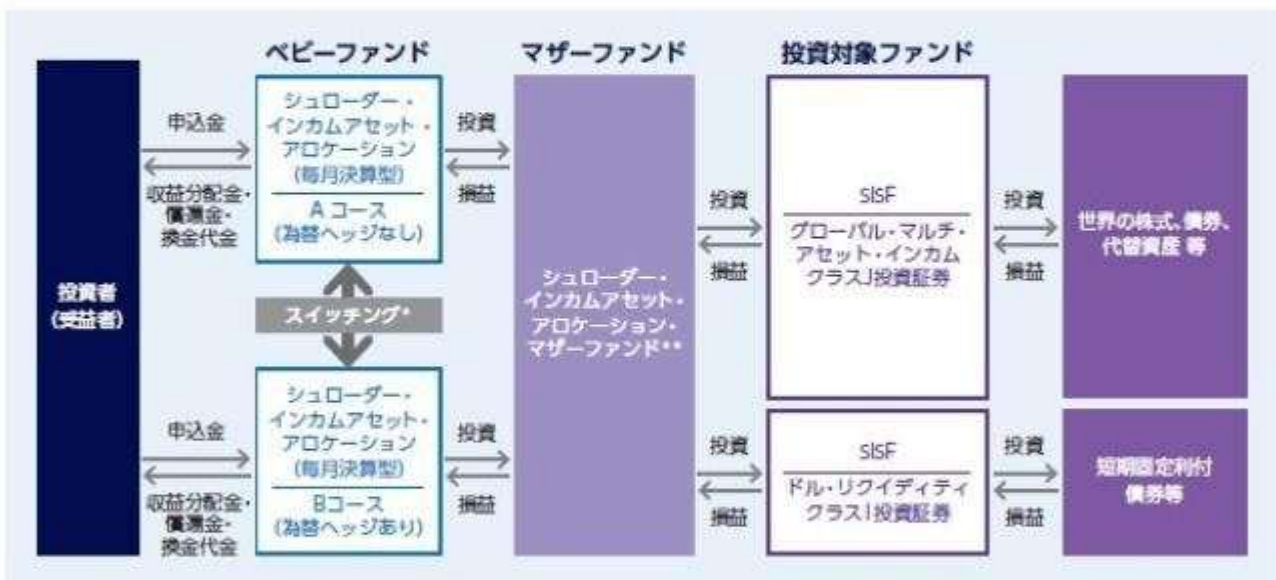 ベビーファンド
マザーファンド
投資対象ファンド
投資者
(受益者)
申込金
収益分配金・
償還金・
換金代金
シュローダー・
インカムアセット・
アロケーション
(毎月決算型)
Aコース
(為替ヘッジなし)
投資
損益
スイッチング*
申込金
収益分配金・
償還金・
換金代金
シュローダー・
インカムアセット・
アロケーション
(毎月決算型)
Bコース
(為替ヘッジあり)
投資
損益
シュローダー・
インカムアセット・
アロケーション・
マザーファンド**
投資
損益
SISF
グローバル・マルチ・
アセット・インカム
クラスJ投資証券
投資
損益
世界の株式、債券、
代替資産 等
投資
損益
SISF
ドル・リクイディティ
クラスI投資証券
投資
損益
短期固定利付
債券等